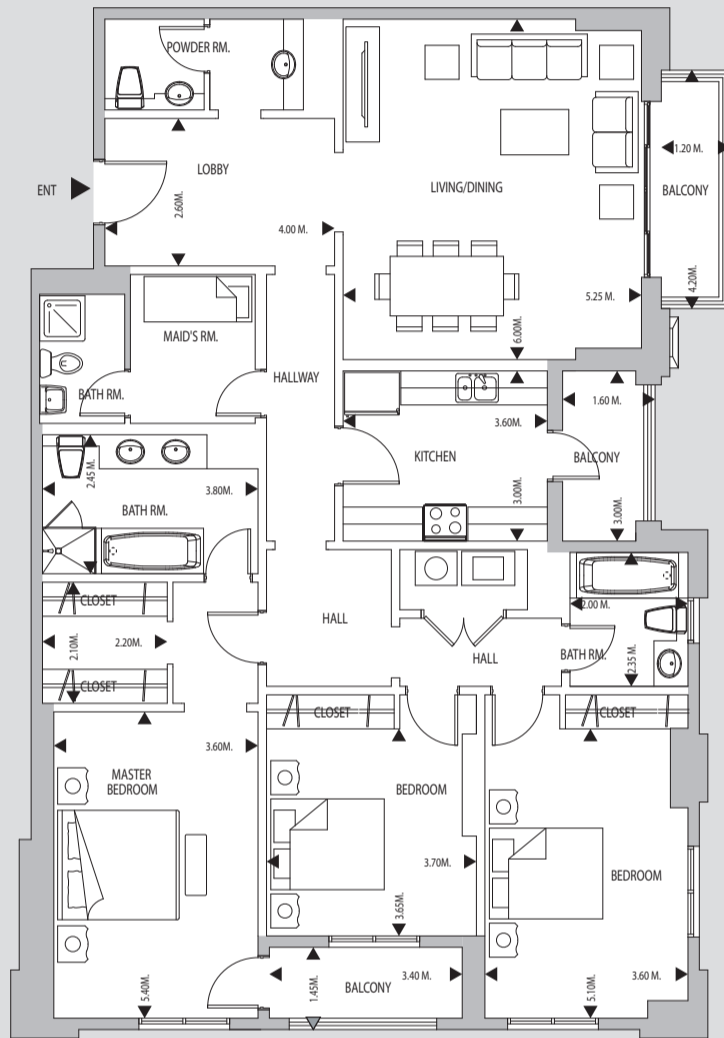 POWDER RM.
LOBBY
ENT
2.60M.
4.00 M.
LIVING/DINING
1.20 M.
BALCONY
4.20M.
5.25 M.
6.00M.
MAID'S RM.
BATH RM.
HALLWAY
3.60M.
KITCHEN
3.00M.
1.60 M.
BALCONY
3.00M.
2.45 M.
3.80M.
BATH RM.
CLOSET
2.10M.
2.20M.
CLOSET
HALL
HALL
2.00 M.
BATH RM.
2.35 M.
CLOSET
CLOSET
3.60M.
MASTER
BEDROOM
5.40M.
BEDROOM
3.70M.
3.65M.
BEDROOM
3.60 M.
5.10M.
1.45M.
BALCONY
3.40 M.